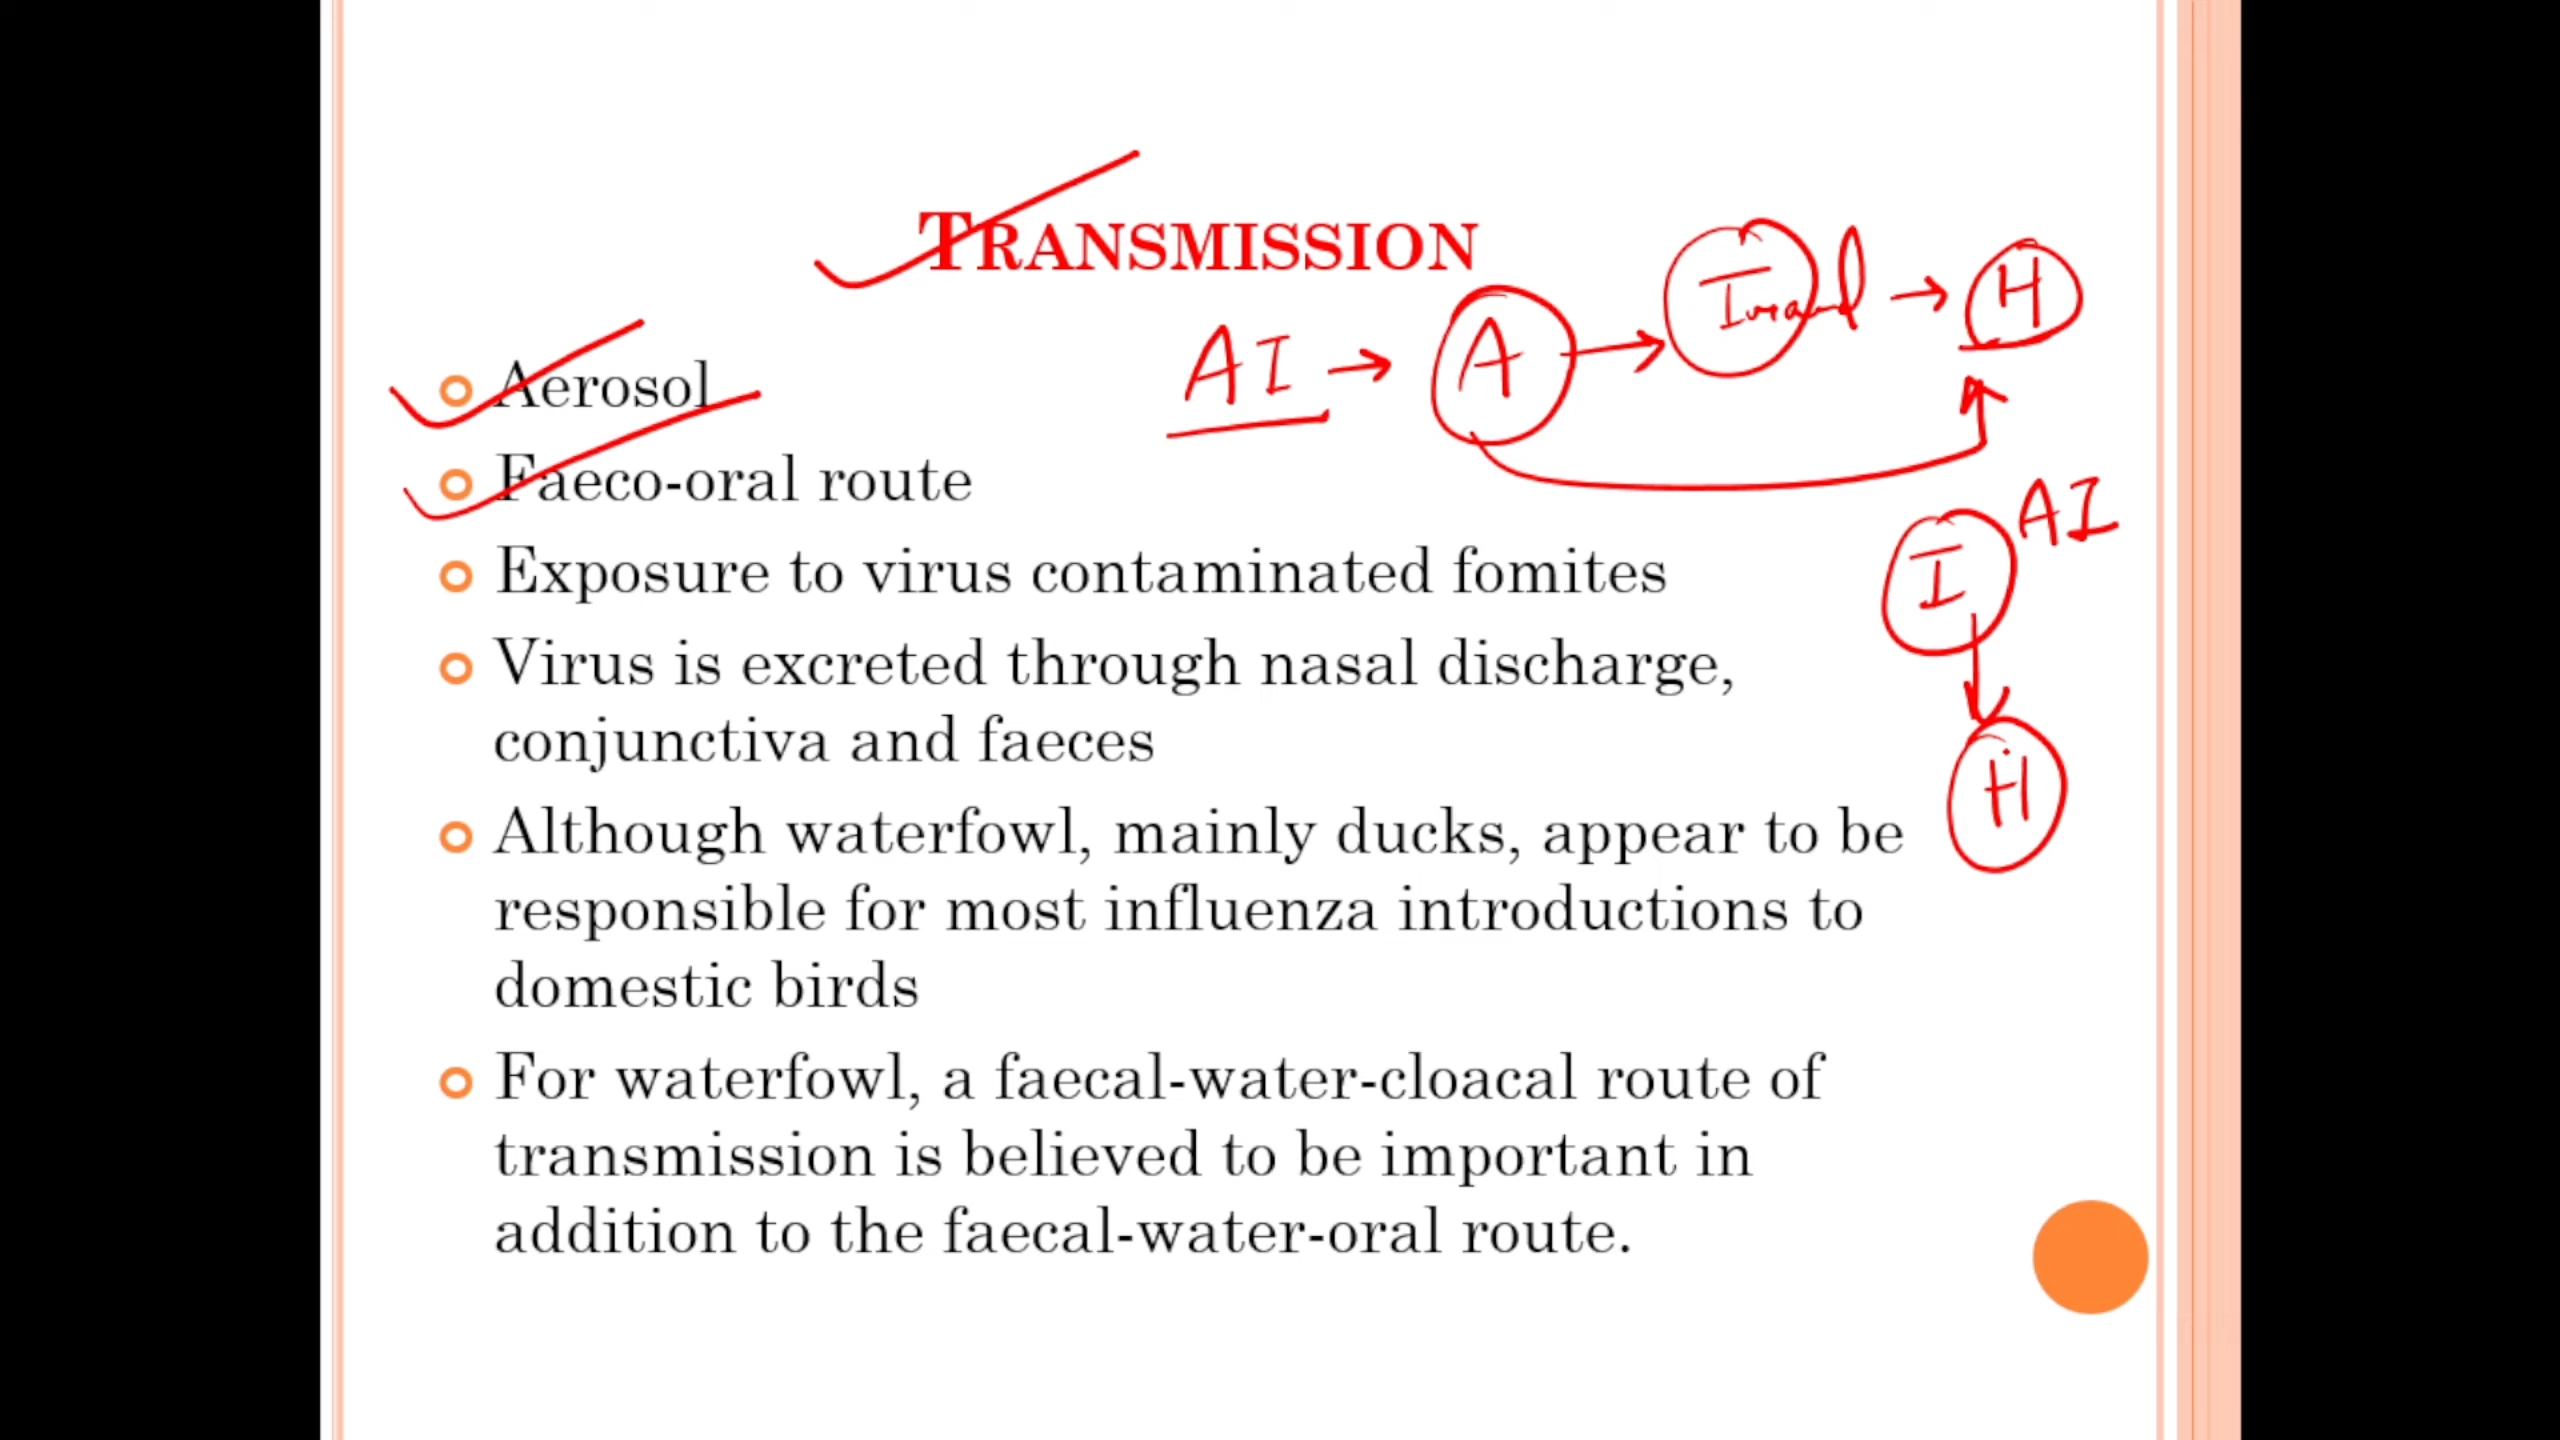 TRANSMISSION
AI → A → → H
Aerosol
Faeco-oral route
AI
I
Exposure to virus contaminated fomites
Virus is excreted through nasal discharge,
conjunctiva and faeces
H
Although waterfowl, mainly ducks, appear to be
responsible for most influenza introductions to
domestic birds
For waterfowl, a faecal-water-cloacal route of
transmission is believed to be important in
addition to the faecal-water-oral route.